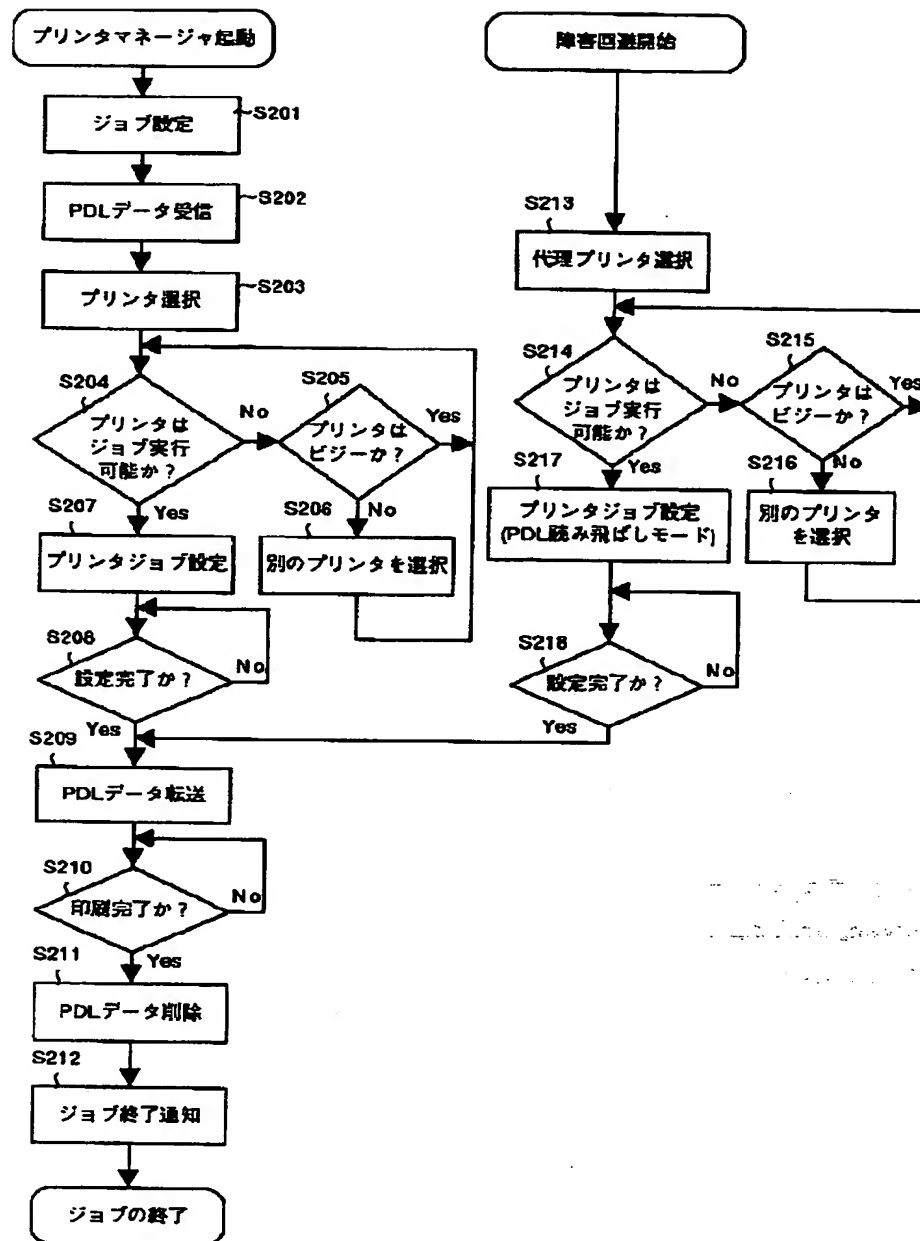 プリンタマネージャ起動
S201
ジョブ設定
S202
PDLデータ受信
S203
プリンタ選択
S204
プリンタは
ジョブ実行
可能か？
No
Yes
S205
プリンタは
ビジーか？
Yes
No
S206
別のプリンタを選択
S207
プリンタジョブ設定
S208
設定完了か？
No
Yes
S209
PDLデータ転送
S210
印刷完了か？
No
Yes
S211
PDLデータ削除
S212
ジョブ終了通知
ジョブの終了
障害回避開始
S213
代理プリンタ選択
S214
プリンタは
ジョブ実行
可能か？
No
Yes
S215
プリンタは
ビジーか？
Yes
No
S216
別のプリンタ
を選択
S217
プリンタジョブ設定
(PDL読み飛ばしモード)
S218
設定完了か？
No
Yes